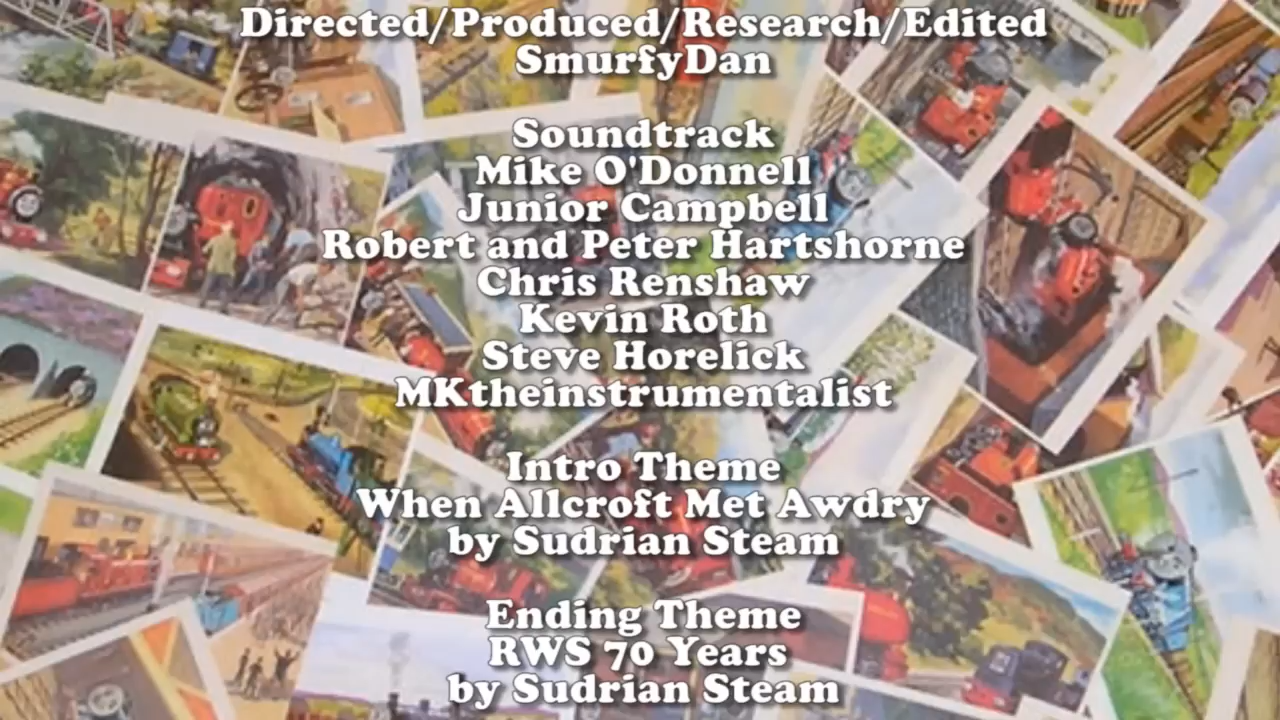 Directed/Produced/Research/Edited
SmurfyDan
Soundtrack
Mike O'Donnell
Junior Campbell
Robert and Peter Hartshorne
Chris Renshaw
Kevin Roth
Steve Horelick
MKtheinstrumentalist
Intro Theme
When Allcroft Met Awdry
by Sudrian Steam
Ending Theme
RWS 70 Years
by Sudrian Steam